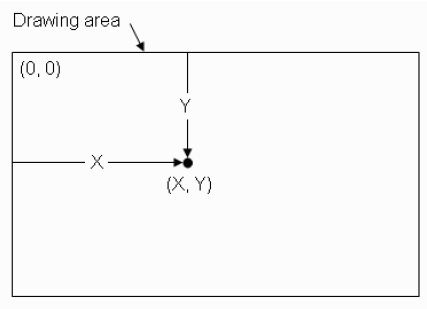 Drawing area
(0, 0)
Y
X
(X, Y)